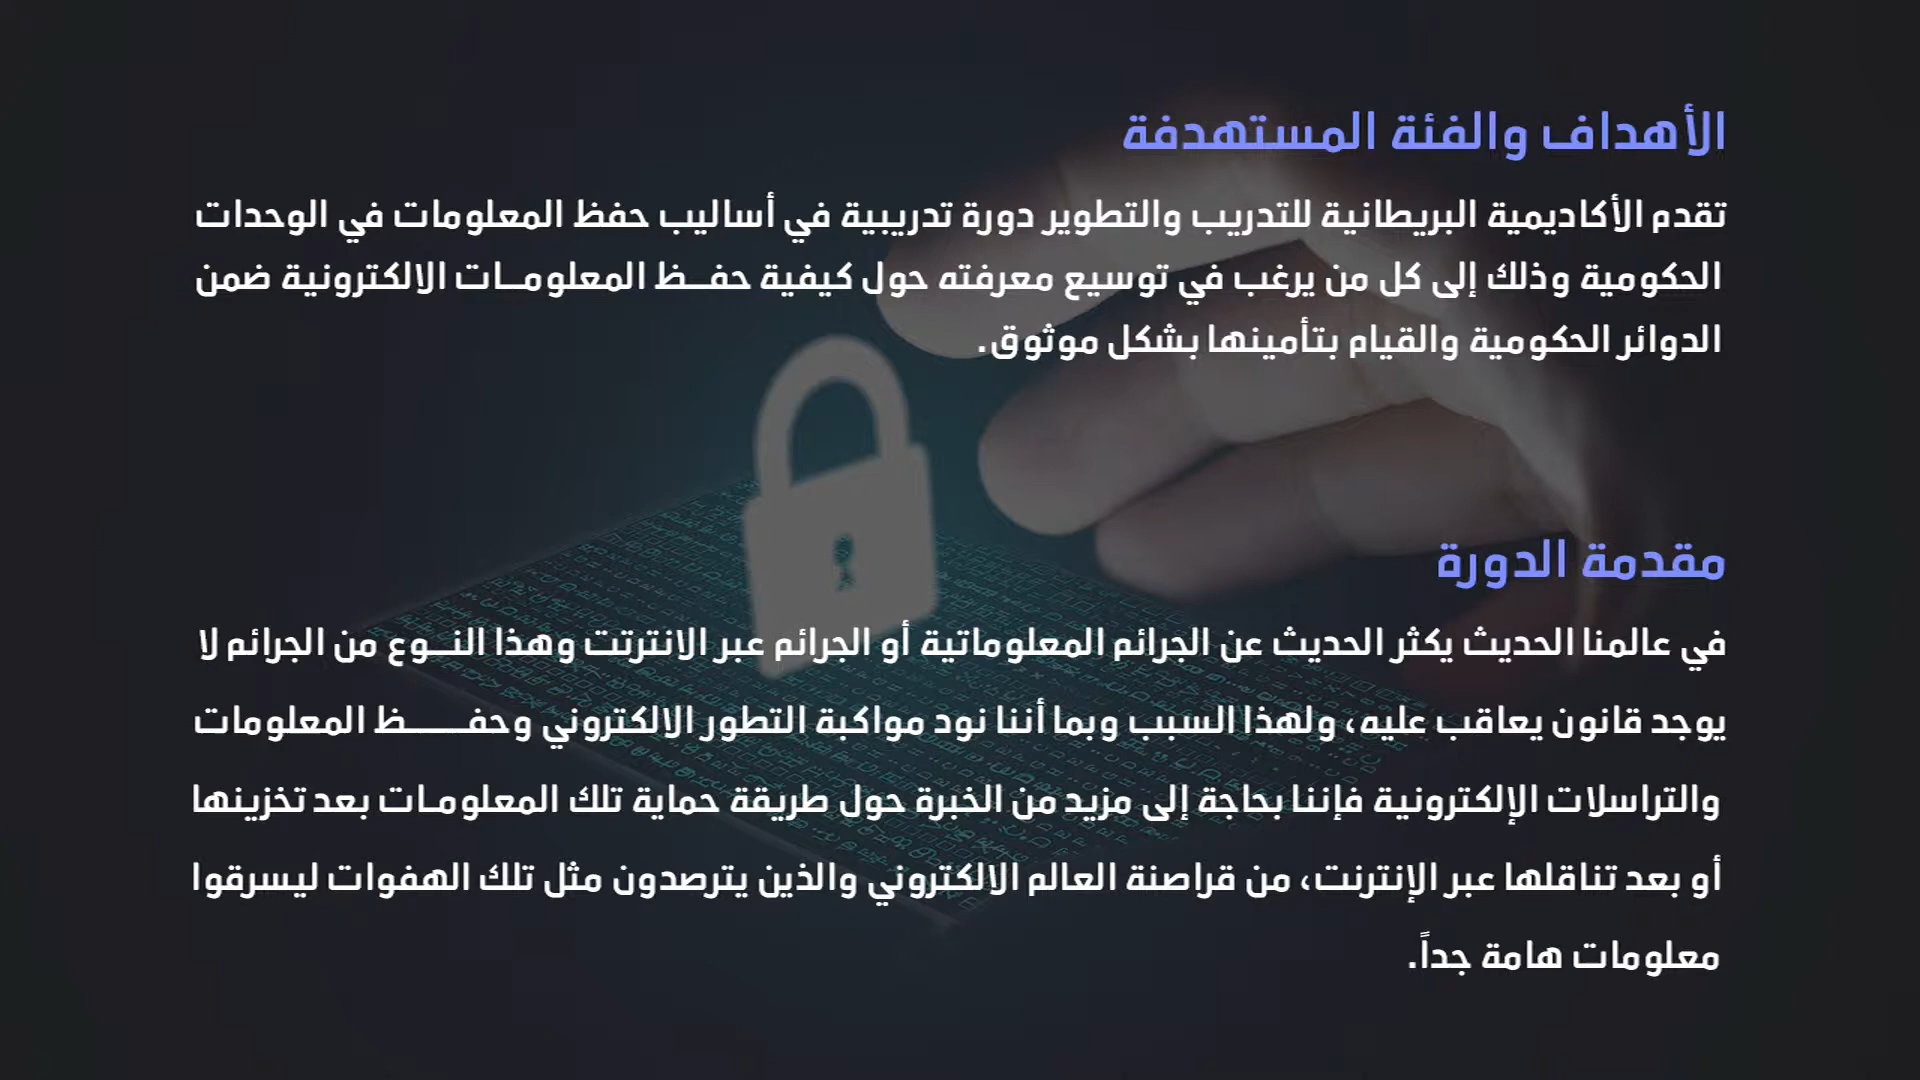 الأهداف والفئة المستهدفة
تقدم الأكاديمية البريطانية للتدريب والتطوير دورة تدريبية في أساليب حفظ المعلومات في الوحدات
الحكومية وذلك إلى كل من يرغب في توسيع معرفته حول كيفية حفـــظ المعلومـــات الالكترونية ضمن
الدوائر الحكومية والقيام بتأمينها بشكل موثوق.
مقدمة الدورة
في عالمنا الحديث يكثر الحديث عن الجرائم المعلوماتية أو الجرائم عبر الانترتت وهذا النـــوع من الجرائم لا
يوجد قانون يعاقب عليه، ولهذا السبب وبما أننا نود مواكبة التطور الالكتروني وحفـــــــظ المعلومات
والتراسلات الإلكترونية فإننا بحاجة إلى مزيد من الخبرة حول طريقة حماية تلك المعلومـات بعد تخزينها
أو بعد تناقلها عبر الإنترنت، من قراصنة العالم الالكتروني والذين يترصدون مثل تلك الهفوات ليسرقوا
معلومات هامة جداً.